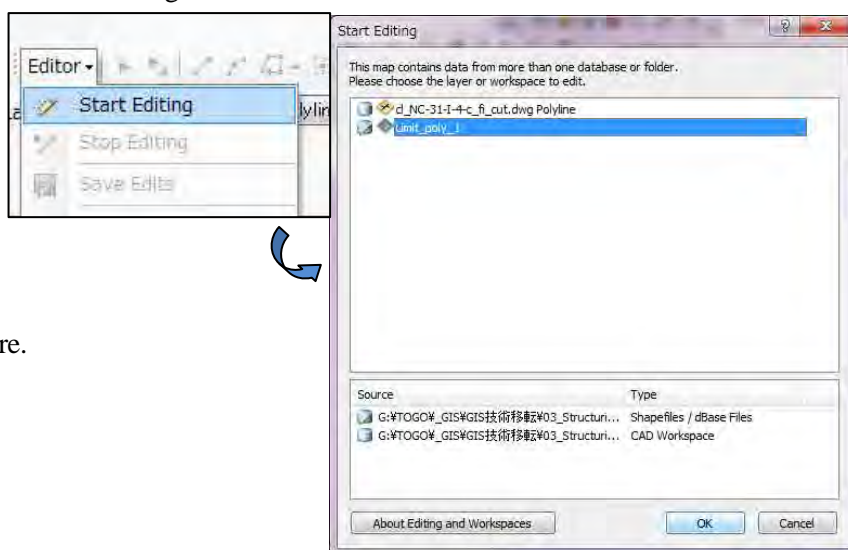 Editor
Start Editing
Stop Editing
Save Edits
re.
Start Editing
This map contains data from more than one database or folder.
Please choose the layer or workspace to edit.
d_NC-31-I-4-c_fi_cut.dwg Polyline
Limit_poly_1
Source Type
G:¥TOGO¥_GIS¥GIS技術移転¥03_Structuri... Shapefiles / dBase Files
G:¥TOGO¥_GIS¥GIS技術移転¥03_Structuri... CAD Workspace
About Editing and Workspaces OK Cancel